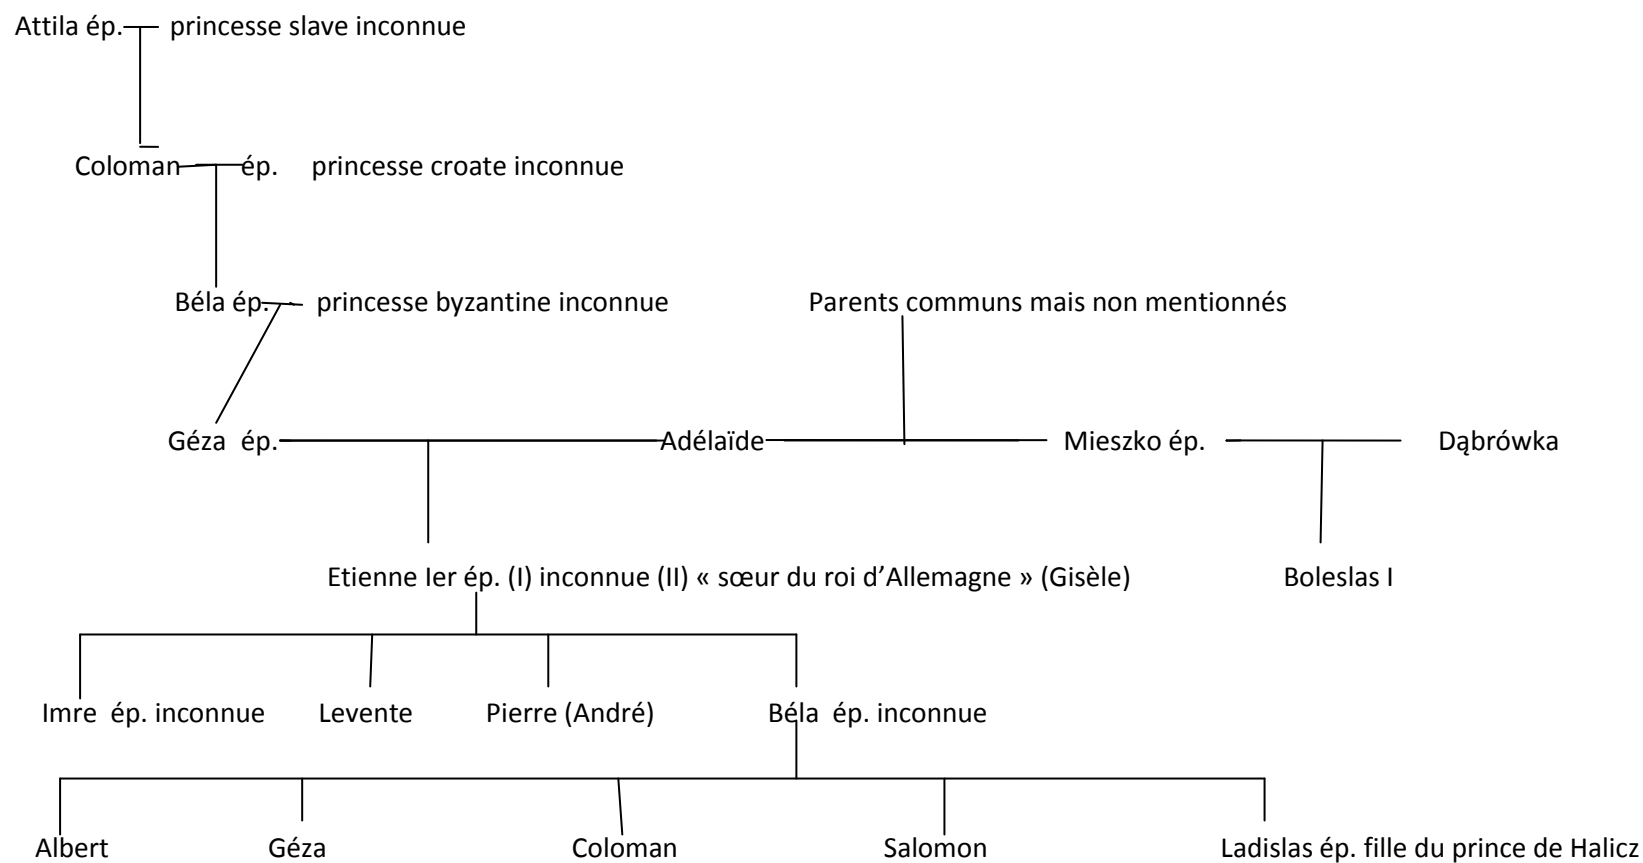 Attila ép. princesse slave inconnue
Coloman ép. princesse croate inconnue
Béla ép. princesse byzantine inconnue Parents communs mais non mentionnés
Géza ép. Adélaïde Mieszko ép. Dąbrówka
Etienne Ier ép. (I) inconnue (II) « sœur du roi d’Allemagne » (Gisèle) Boleslas I
Imre ép. inconnue Levente Pierre (André) Béla ép. inconnue
Albert Géza Coloman Salomon Ladislas ép. fille du prince de Halicz